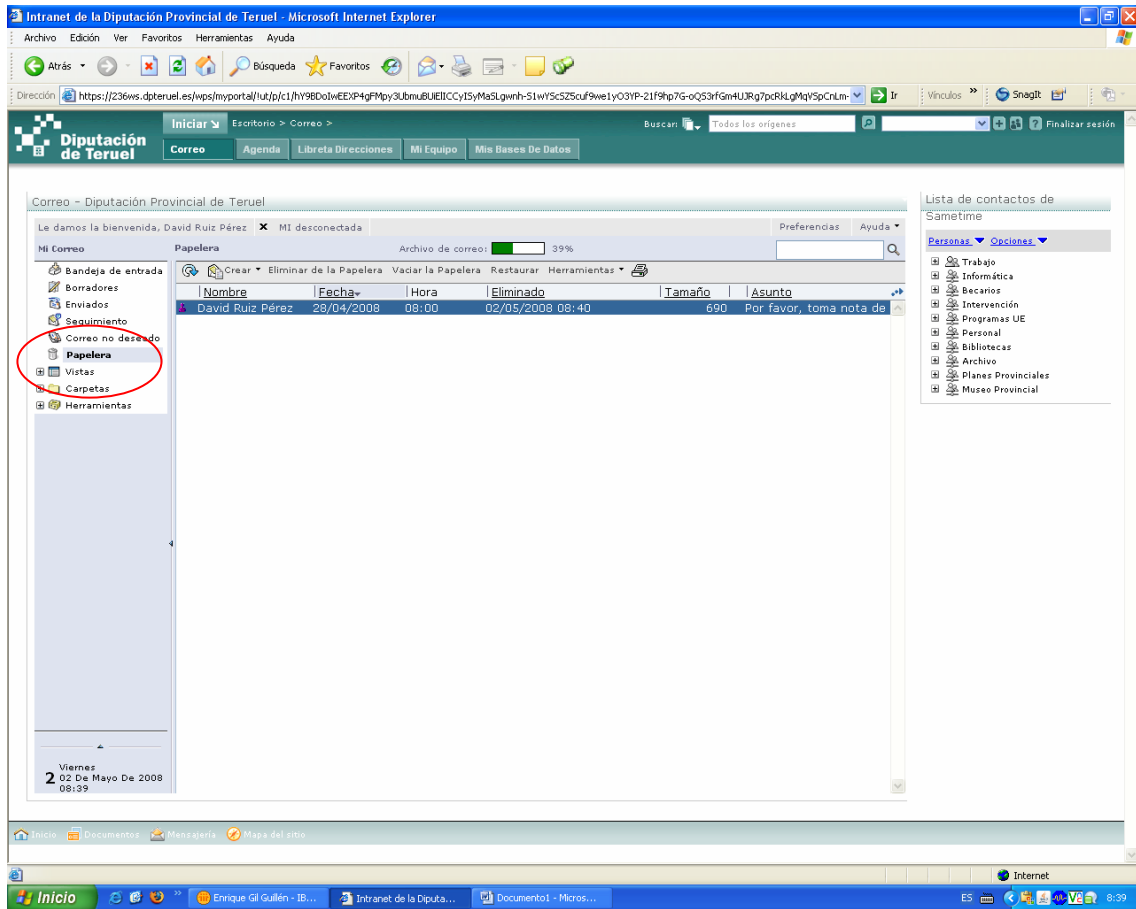 Intranet de la Diputación Provincial de Teruel - Microsoft Internet Explorer
Archivo Edición Ver Favoritos Herramientas Ayuda
Atrás Búsqueda Favoritos
Dirección Ir Vínculos » SnagIt
Diputación de Teruel
Iniciar Escritorio > Correo > Buscar: Todos los orígenes Finalizar sesión
Correo Agenda Libreta Direcciones Mi Equipo Mis Bases De Datos
Correo - Diputación Provincial de Teruel
Le damos la bienvenida, David Ruiz Pérez MI desconectada Preferencias Ayuda
Mi Correo Papelera Archivo de correo: 39%
Crear Eliminar de la Papelera Vaciar la Papelera Restaurar Herramientas
Nombre Fecha Hora Eliminado Tamaño Asunto
David Ruiz Pérez 28/04/2008 08:00 02/05/2008 08:40 690 Por favor, toma nota de
Bandeja de entrada
Borradores
Enviados
Seguimiento
Correo no deseado
Papelera
Vistas
Carpetas
Herramientas
Viernes
2 02 De Mayo De 2008
08:39
Lista de contactos de
Sametime
Personas Opciones
Trabajo
Informática
Becarios
Intervención
Programas UE
Personal
Bibliotecas
Archivo
Planes Provinciales
Museo Provincial
Inicio Documentos Mensajería Mapa del sitio
Internet
Inicio » Enrique Gil Guillén - IB... Intranet de la Diputa... Documento1 - Micros... ES 8:39